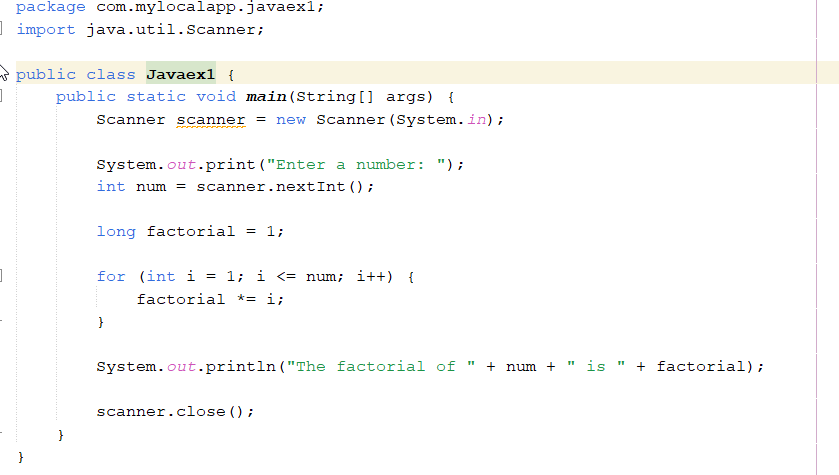 package com.mylocalapp.javaex1;
import java.util.Scanner;
public class Javaex1 {
public static void main(String[] args) {
Scanner scanner = new Scanner(System.in);
System.out.print("Enter a number: ");
int num = scanner.nextInt();
long factorial = 1;
for (int i = 1; i <= num; i++) {
factorial *= i;
}
System.out.println("The factorial of " + num + " is " + factorial);
scanner.close();
}
}